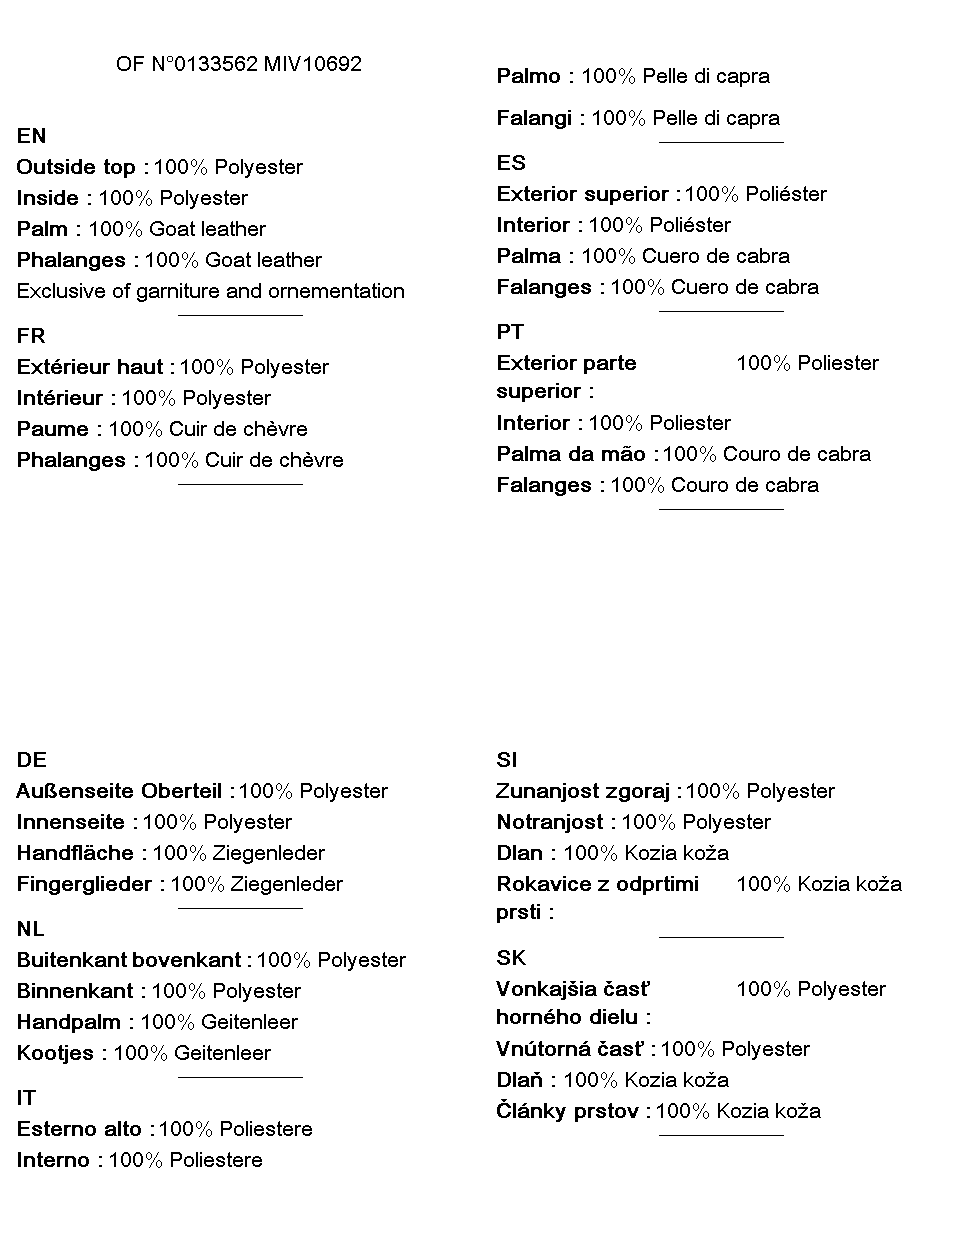 OF N°0133562 MIV10692
EN
Outside top : 100% Polyester
Inside : 100% Polyester
Palm : 100% Goat leather
Phalanges : 100% Goat leather
Exclusive of garniture and ornementation
FR
Extérieur haut : 100% Polyester
Intérieur : 100% Polyester
Paume : 100% Cuir de chèvre
Phalanges : 100% Cuir de chèvre
DE
Außenseite Oberteil : 100% Polyester
Innenseite : 100% Polyester
Handfläche : 100% Ziegenleder
Fingerglieder : 100% Ziegenleder
NL
Buitenkant bovenkant : 100% Polyester
Binnenkant : 100% Polyester
Handpalm : 100% Geitenleer
Kootjes : 100% Geitenleer
IT
Esterno alto : 100% Poliestere
Interno : 100% Poliestere
Palmo : 100% Pelle di capra
Falangi : 100% Pelle di capra
ES
Exterior superior : 100% Poliéster
Interior : 100% Poliéster
Palma : 100% Cuero de cabra
Falanges : 100% Cuero de cabra
PT
Exterior parte 100% Poliester
superior :
Interior : 100% Poliester
Palma da mão : 100% Couro de cabra
Falanges : 100% Couro de cabra
SI
Zunanjost zgoraj : 100% Polyester
Notranjost : 100% Polyester
Dlan : 100% Kozia koža
Rokavice z odprtimi 100% Kozia koža
prsti :
SK
Vonkajšia časť 100% Polyester
horného dielu :
Vnútorná časť : 100% Polyester
Dlaň : 100% Kozia koža
Články prstov : 100% Kozia koža